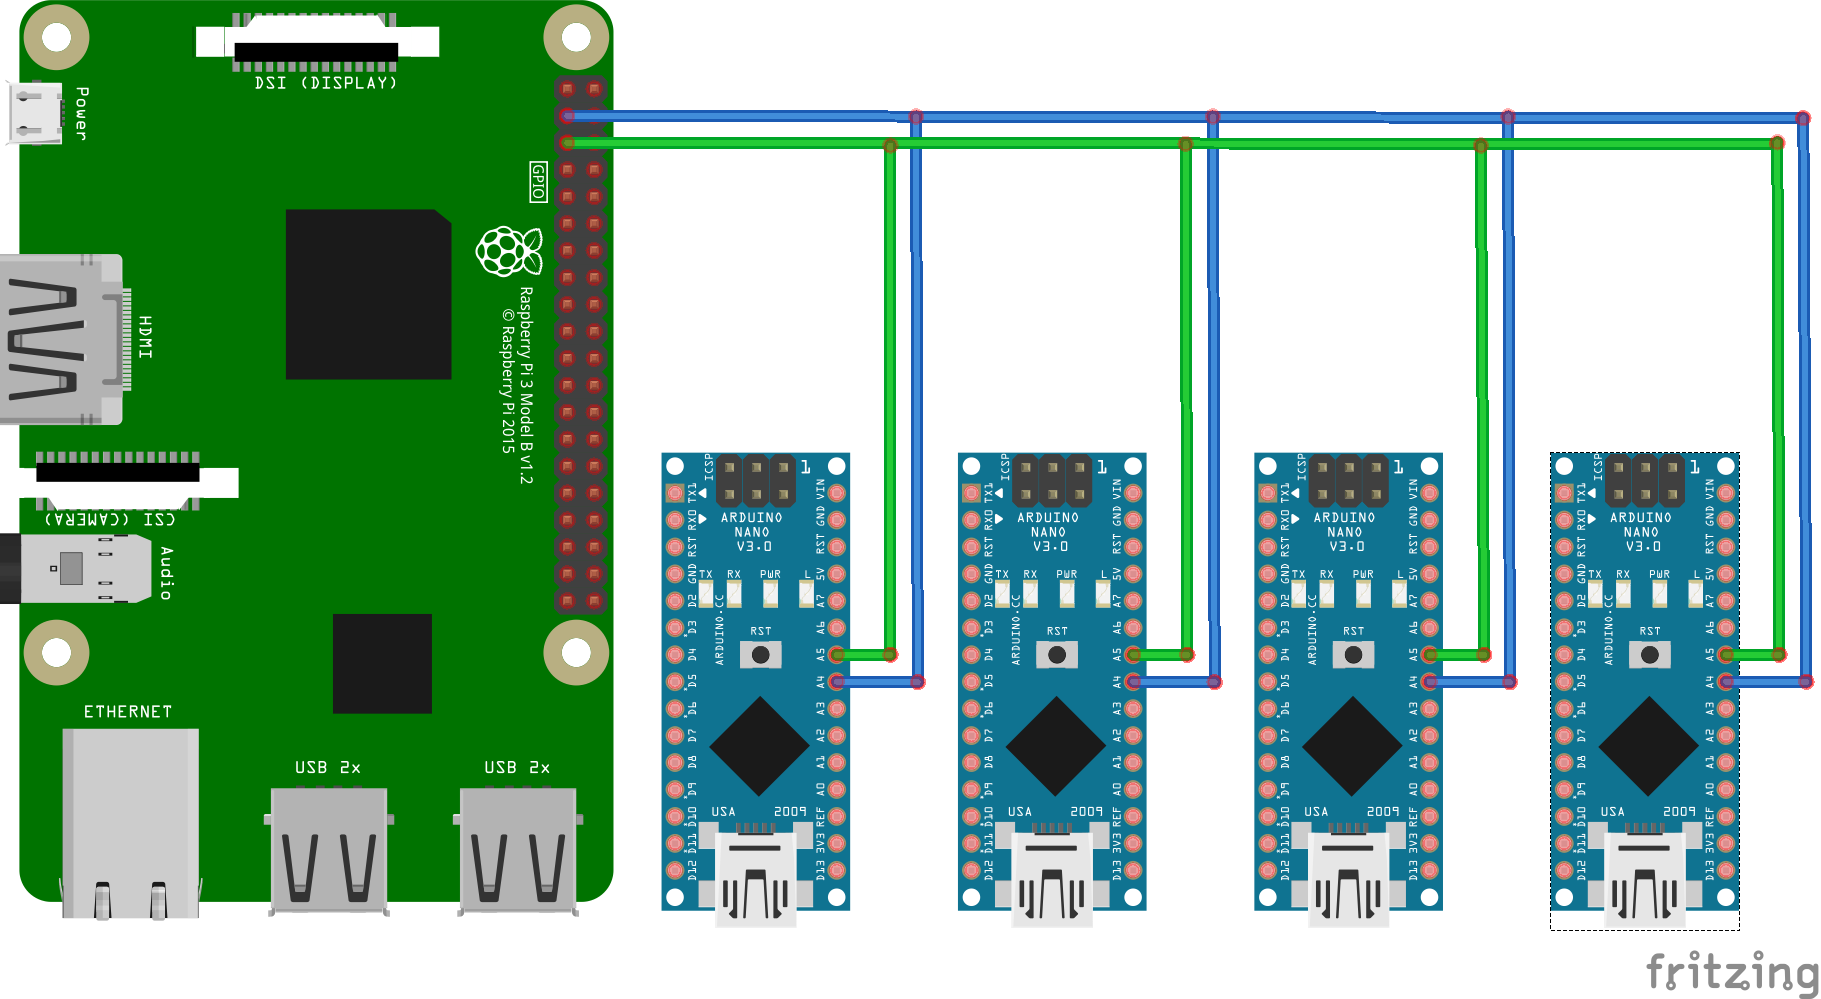 DSI (DISPLAY)
Power
GPIO
HDMI
Raspberry Pi 3 Model B v1.2
© Raspberry Pi 2015
CSI (CAMERA)
Audio
ETHERNET
USB 2x
USB 2x
ICSP
1
TX1
RX0
RST
GND
D2
D3
D4
D5
D6
D7
D8
D9
D10
D11
D12
VIN
GND
RST
5V
A7
A6
A5
A4
A3
A2
A1
A0
REF
3V3
D13
ARDUINO
NANO
V3.0
TX
RX
PWR
L
ARDUINO.CC
RST
USA
2009
ICSP
1
TX1
RX0
RST
GND
D2
D3
D4
D5
D6
D7
D8
D9
D10
D11
D12
VIN
GND
RST
5V
A7
A6
A5
A4
A3
A2
A1
A0
REF
3V3
D13
ARDUINO
NANO
V3.0
TX
RX
PWR
L
ARDUINO.CC
RST
USA
2009
ICSP
1
TX1
RX0
RST
GND
D2
D3
D4
D5
D6
D7
D8
D9
D10
D11
D12
VIN
GND
RST
5V
A7
A6
A5
A4
A3
A2
A1
A0
REF
3V3
D13
ARDUINO
NANO
V3.0
TX
RX
PWR
L
ARDUINO.CC
RST
USA
2009
ICSP
1
TX1
RX0
RST
GND
D2
D3
D4
D5
D6
D7
D8
D9
D10
D11
D12
VIN
GND
RST
5V
A7
A6
A5
A4
A3
A2
A1
A0
REF
3V3
D13
ARDUINO
NANO
V3.0
TX
RX
PWR
L
ARDUINO.CC
RST
USA
2009
fritzing